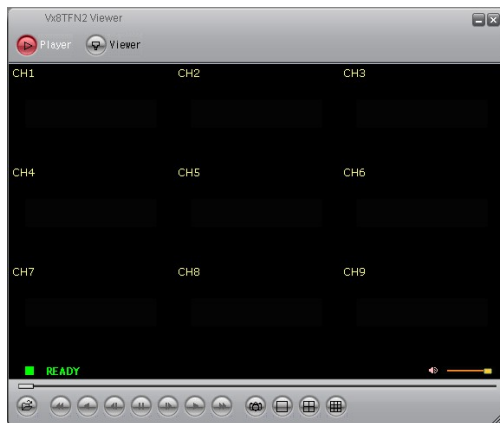 Vx8TFN2 Viewer
Player Viewer
CH1 CH2 CH3
CH4 CH5 CH6
CH7 CH8 CH9
READY